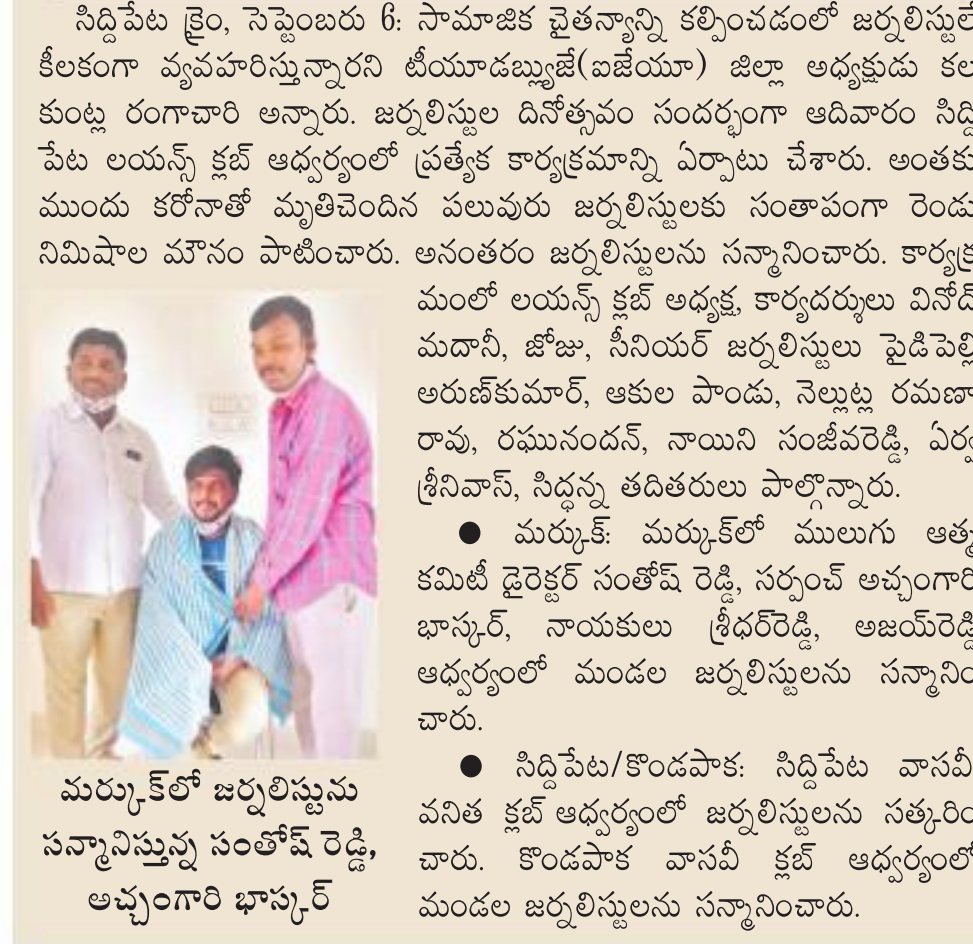 సిద్దిపేట క్రైం, సెప్టెంబరు 6: సామాజిక చైతన్యాన్ని కల్పించడంలో జర్నలిస్టులే
కీలకంగా వ్యవహరిస్తున్నారని టీయూడబ్ల్యుజే(ఐజేయూ) జిల్లా అధ్యక్షుడు కల
కుంట్ల రంగాచారి అన్నారు. జర్నలిస్టుల దినోత్సవం సందర్భంగా ఆదివారం సిద్ది
పేట లయన్స్ క్లబ్ ఆధ్వర్యంలో ప్రత్యేక కార్యక్రమాన్ని ఏర్పాటు చేశారు. అంతకు
ముందు కరోనాతో మృతిచెందిన పలువురు జర్నలిస్టులకు సంతాపంగా రెండు
నిమిషాల మౌనం పాటించారు. అనంతరం జర్నలిస్టులను సన్మానించారు. కార్యక్ర
మంలో లయన్స్ క్లబ్ అధ్యక్ష, కార్యదర్శులు వినోద్
మదానీ, జోజు, సీనియర్ జర్నలిస్టులు పైడిపెల్లి
అరుణ్‌కుమార్, ఆకుల పాండు, నెల్లుట్ల రమణా
రావు, రఘునందన్, నాయిని సంజీవరెడ్డి, ఏర్వ
శ్రీనివాస్, సిద్ధన్న తదితరులు పాల్గొన్నారు.
● మర్కుక్: మర్కుక్‌లో ములుగు ఆత్మ
కమిటీ డైరెక్టర్ సంతోష్ రెడ్డి, సర్పంచ్ అచ్చంగారి
భాస్కర్, నాయకులు శ్రీధర్‌రెడ్డి, అజయ్‌రెడ్డి
ఆధ్వర్యంలో మండల జర్నలిస్టులను సన్మానిం
చారు.
● సిద్దిపేట/కొండపాక: సిద్దిపేట వాసవీ
వనిత క్లబ్ ఆధ్వర్యంలో జర్నలిస్టులను సత్కరిం
చారు. కొండపాక వాసవీ క్లబ్ ఆధ్వర్యంలో
మండల జర్నలిస్టులను సన్మానించారు.
మర్కుక్‌లో జర్నలిస్టును
సన్మానిస్తున్న సంతోష్ రెడ్డి,
అచ్చంగారి భాస్కర్